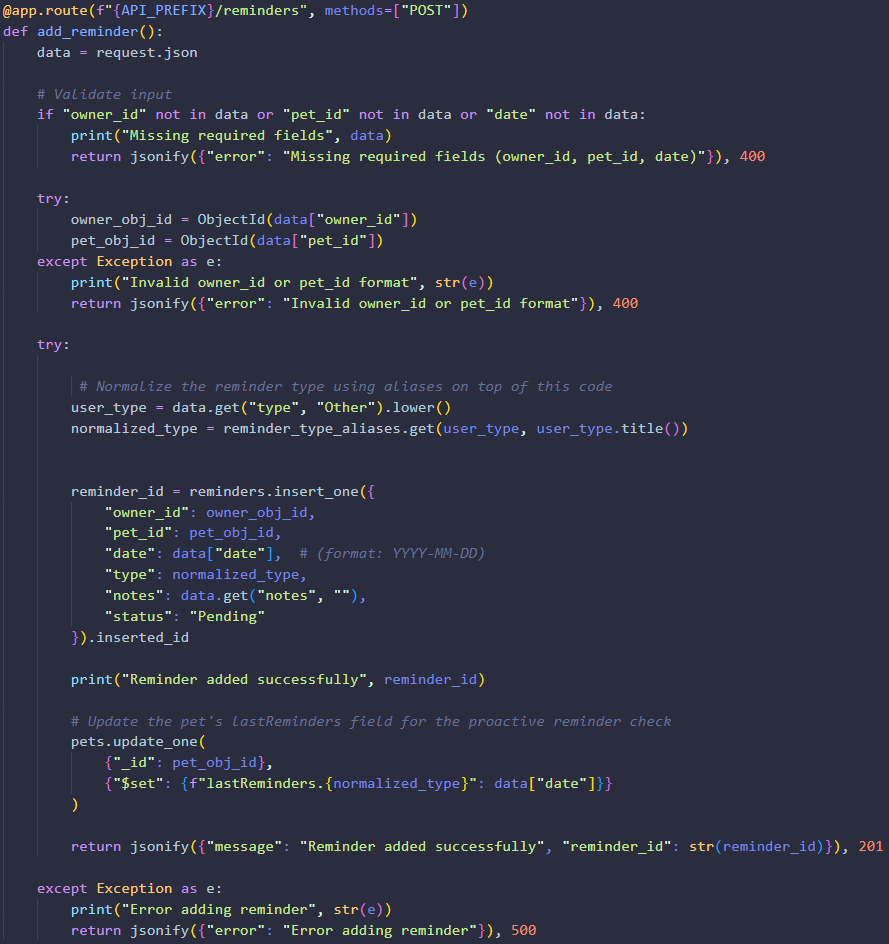 @app.route(f"{API_PREFIX}/reminders", methods=["POST"])
def add_reminder():
    data = request.json

    # Validate input
    if "owner_id" not in data or "pet_id" not in data or "date" not in data:
        print("Missing required fields", data)
        return jsonify({"error": "Missing required fields (owner_id, pet_id, date)"}), 400

    try:
        owner_obj_id = ObjectId(data["owner_id"])
        pet_obj_id = ObjectId(data["pet_id"])
    except Exception as e:
        print("Invalid owner_id or pet_id format", str(e))
        return jsonify({"error": "Invalid owner_id or pet_id format"}), 400

    try:

         # Normalize the reminder type using aliases on top of this code
        user_type = data.get("type", "Other").lower()
        normalized_type = reminder_type_aliases.get(user_type, user_type.title())


        reminder_id = reminders.insert_one({
            "owner_id": owner_obj_id,
            "pet_id": pet_obj_id,
            "date": data["date"],  # (format: YYYY-MM-DD)
            "type": normalized_type,
            "notes": data.get("notes", ""),
            "status": "Pending"
        }).inserted_id

        print("Reminder added successfully", reminder_id)

        # Update the pet's lastReminders field for the proactive reminder check
        pets.update_one(
            {"_id": pet_obj_id},
            {"$set": {f"lastReminders.{normalized_type}": data["date"]}}
        )

        return jsonify({"message": "Reminder added successfully", "reminder_id": str(reminder_id)}), 201

    except Exception as e:
        print("Error adding reminder", str(e))
        return jsonify({"error": "Error adding reminder"}), 500